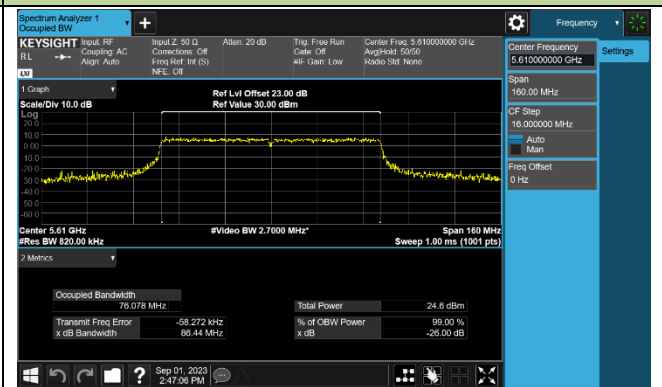 Spectrum Analyzer 1
Occupied BW
+
Frequency
KEYSIGHT
RL
Input: RF
Coupling: AC
Align: Auto
Input Z: 50 Ω
Corrections: Off
Freq Ref: Int (S)
NFE: Off
Atten: 20 dB
Trig: Free Run
Gate: Off
#IF Gain: Low
Center Freq: 5.610000000 GHz
Avg|Hold: 50/50
Radio Std: None
LXI
Center Frequency
5.610000000 GHz
Settings
Span
160.00 MHz
CF Step
16.000000 MHz
Auto
Man
Freq Offset
0 Hz
1 Graph
Scale/Div 10.0 dB
Ref Lvl Offset 23.00 dB
Ref Value 30.00 dBm
Log
20.0
10.0
0.00
-10.0
-20.0
-30.0
-40.0
-50.0
-60.0
Center 5.61 GHz
#Res BW 820.00 kHz
#Video BW 2.7000 MHz*
Span 160 MHz
Sweep 1.00 ms (1001 pts)
2 Metrics
Occupied Bandwidth
76.078 MHz
Total Power 24.6 dBm
Transmit Freq Error -58.272 kHz
% of OBW Power 99.00 %
x dB Bandwidth 86.44 MHz
x dB -26.00 dB
?
Sep 01, 2023
2:47:06 PM